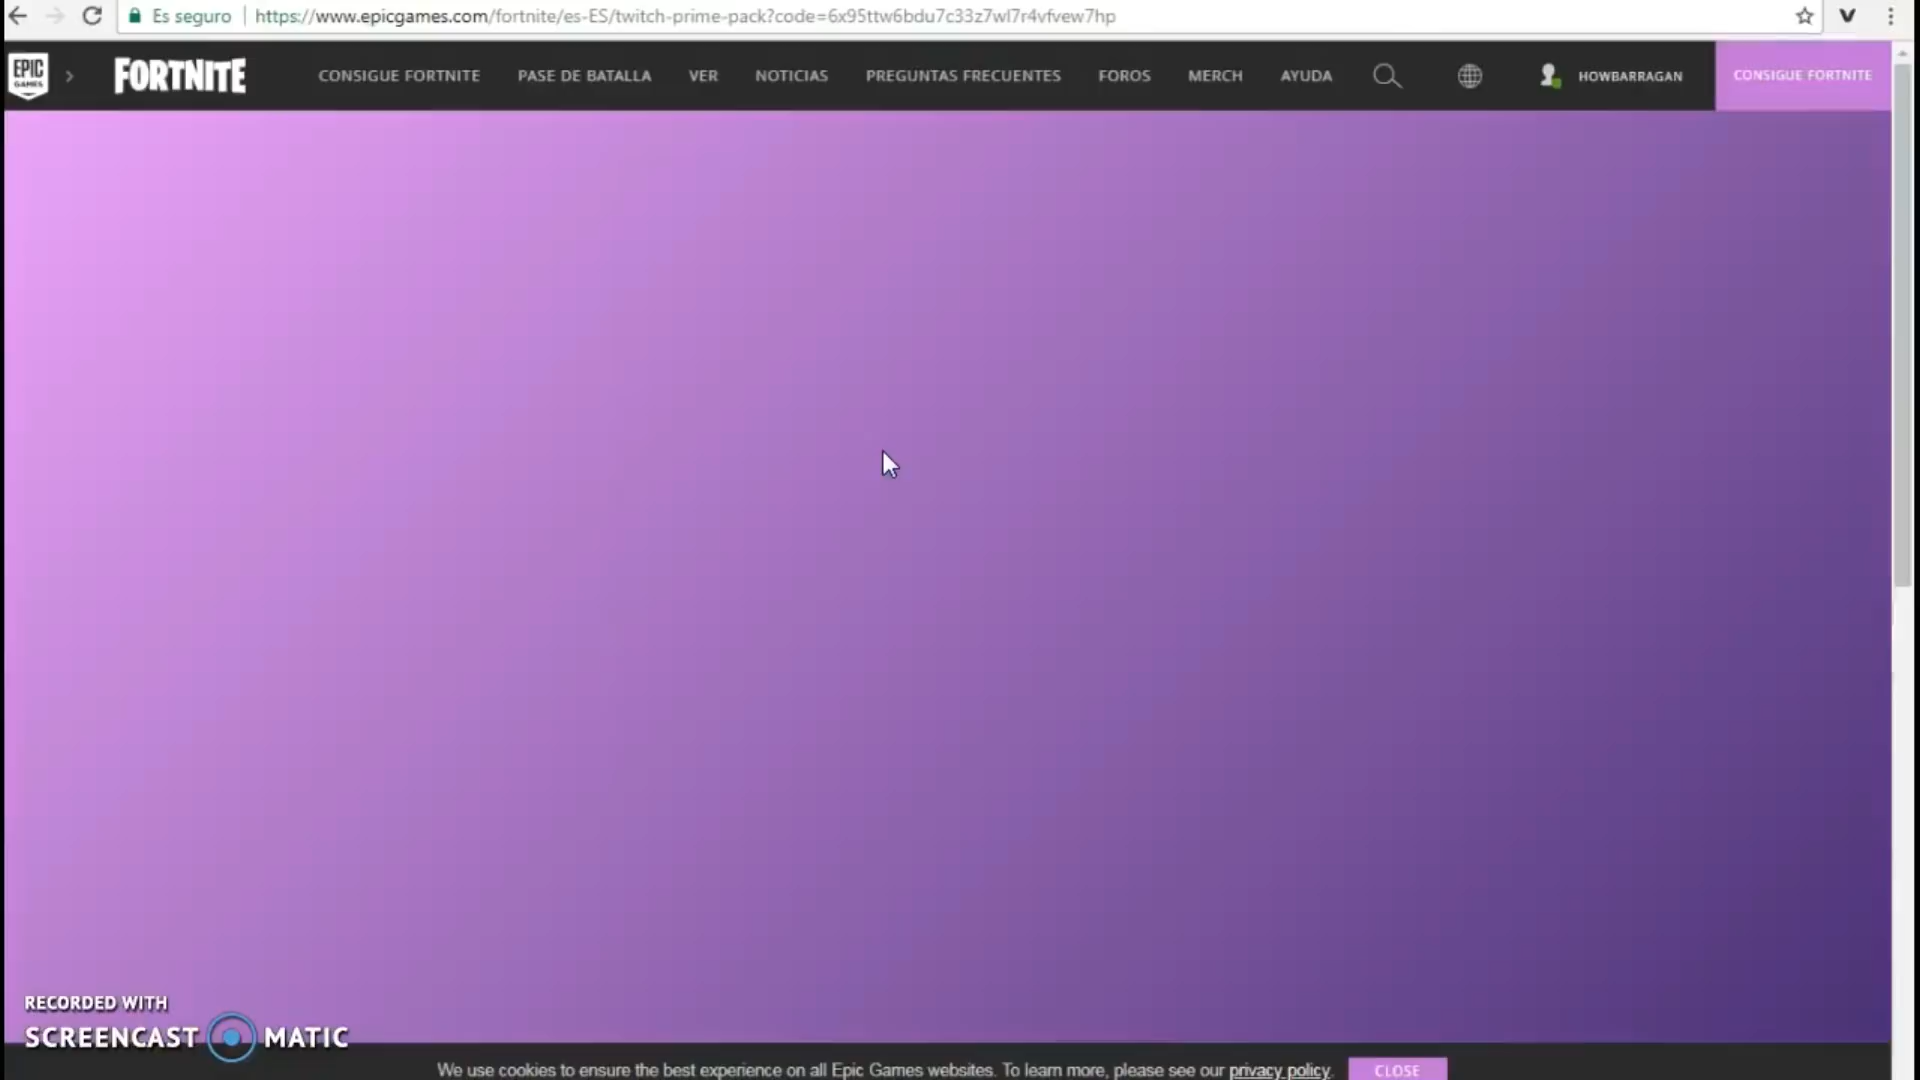 Es seguro https://www.epicgames.com/fortnite/es-ES/twitch-prime-pack?code=6x95ttw6bdu7c33z7wl7r4vfvew7hp
EPIC GAMES FORTNITE CONSIGUE FORTNITE PASE DE BATALLA VER NOTICIAS PREGUNTAS FRECUENTES FOROS MERCH AYUDA HOWBARRAGAN CONSIGUE FORTNITE
RECORDED WITH
SCREENCAST MATIC
We use cookies to ensure the best experience on all Epic Games websites. To learn more, please see our privacy policy. CLOSE